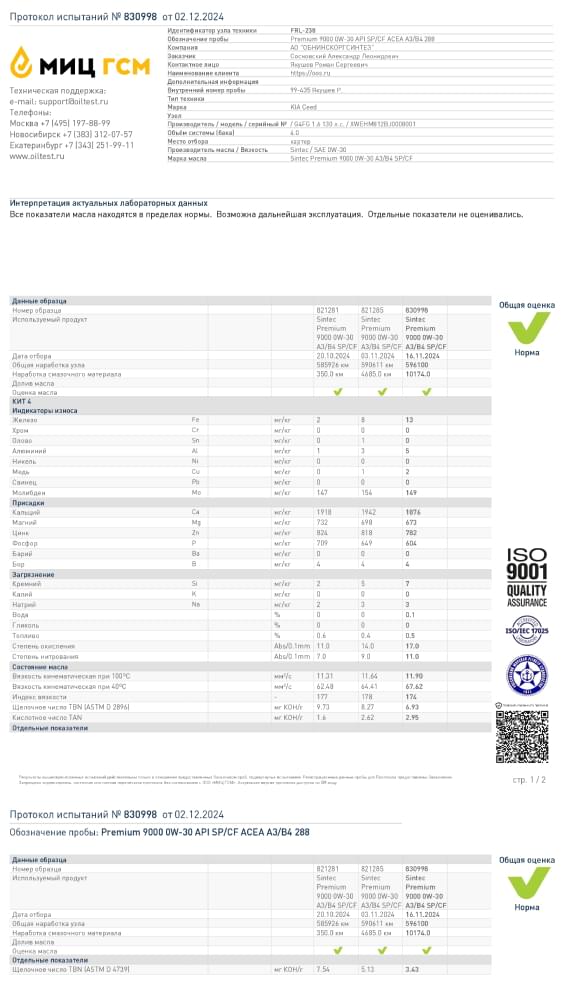 Протокол испытаний № 830998 от 02.12.2024
МИЦ ГСМ
Техническая поддержка:
e-mail: support@oiltest.ru
Телефоны:
Москва +7 (495) 197-88-99
Новосибирск +7 (383) 312-07-57
Екатеринбург +7 (343) 251-99-11
www.oiltest.ru
Идентификатор узла техники FRL-238
Обозначение пробы Premium 9000 0W-30 API SP/CF ACEA A3/B4 288
Компания АО "ОБНИНСКОРГСИНТЕЗ"
Заказчик Сосновский Александр Леонидович
Контактное лицо Якушов Роман Сергеевич
Наименование клиента https://oos.ru
Дополнительная информация
Внутренний номер пробы 99-435 Якушев Р.
Тип техники
Марка KIA Ceed
Узел
Производитель / модель / серийный № / G4FG 1.6 130 л.с. /
Объём системы (бака) 4.0
Место отбора картер
Производитель масла / Вязкость Sintec / SAE 0W-30
Марка масла Sintec Premium 9000 0W-30 A3/B4 SP/CF
Интерпретация актуальных лабораторных данных
Все показатели масла находятся в пределах нормы. Возможна дальнейшая эксплуатация. Отдельные показатели не оценивались.
Данные образца
Номер образца 821281 821285 830998
Используемый продукт Sintec Sintec Sintec
Premium Premium Premium
9000 0W-30 9000 0W-30 9000 0W-30
A3/B4 SP/CF A3/B4 SP/CF A3/B4 SP/CF
Дата отбора 20.10.2024 03.11.2024 16.11.2024
Общая наработка узла 585926 км 590611 км 596100
Наработка смазочного материала 350.0 км 4685.0 км 10174.0
Долив масла
Оценка масла
Общая оценка
Норма
КИТ 4
Индикаторы износа
Железо Fe мг/кг 2 8 13
Хром Cr мг/кг 0 0 0
Олово Sn мг/кг 0 1 0
Алюминий Al мг/кг 1 3 5
Никель Ni мг/кг 0 0 0
Медь Cu мг/кг 0 1 2
Свинец Pb мг/кг 0 0 0
Молибден Mo мг/кг 147 154 149
Присадки
Кальций Ca мг/кг 1918 1942 1876
Магний Mg мг/кг 732 698 673
Цинк Zn мг/кг 824 818 782
Фосфор P мг/кг 709 649 604
Барий Ba мг/кг 0 0 0
Бор B мг/кг 4 4 4
Загрязнение
Кремний Si мг/кг 2 5 7
Калий K мг/кг 0 0 0
Натрий Na мг/кг 2 3 3
Вода % 0 0 0.1
Гликоль % 0 0 0
Топливо % 0.6 0.4 0.5
Степень окисления Abs/0.1mm 11.0 14.0 17.0
Степень нитрования Abs/0.1mm 7.0 9.0 11.0
Состояние масла
Вязкость кинематическая при 100°C мм²/с 11.31 11.64 11.90
Вязкость кинематическая при 40°C мм²/с 62.48 64.41 67.62
Индекс вязкости - 177 178 174
Щелочное число TBN (ASTM D 2896) мг КОН/г 9.73 8.27 6.93
Кислотное число TAN мг КОН/г 1.6 2.62 2.95
Отдельные показатели
ISO
9001
QUALITY
ASSURANCE
ISO/IEC 17025
стр. 1 / 2
Протокол испытаний № 830998 от 02.12.2024
Обозначение пробы: Premium 9000 0W-30 API SP/CF ACEA A3/B4 288
Данные образца
Номер образца 821281 821285 830998
Используемый продукт Sintec Sintec Sintec
Premium Premium Premium
9000 0W-30 9000 0W-30 9000 0W-30
A3/B4 SP/CF A3/B4 SP/CF A3/B4 SP/CF
Дата отбора 20.10.2024 03.11.2024 16.11.2024
Общая наработка узла 585926 км 590611 км 596100
Наработка смазочного материала 350.0 км 4685.0 км 10174.0
Долив масла
Оценка масла
Отдельные показатели
Щелочное число TBN (ASTM D 4739) мг КОН/г 7.54 5.13 3.43
Общая оценка
Норма